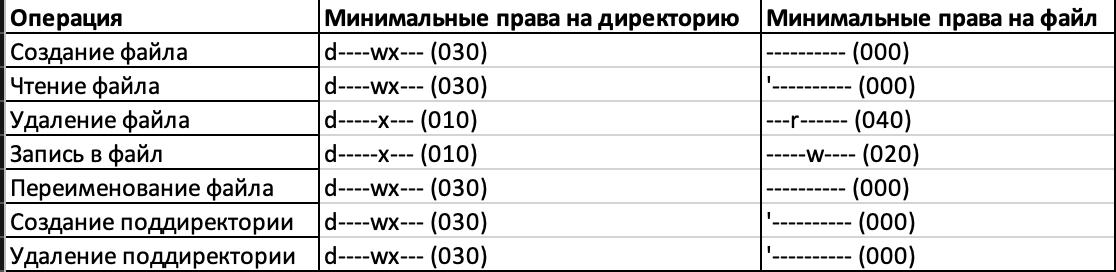 Операция Минимальные права на директорию Минимальные права на файл
Создание файла d----wx--- (030) ---------- (000)
Чтение файла d----wx--- (030) '---------- (000)
Удаление файла d-----x--- (010) ---r------ (040)
Запись в файл d-----x--- (010) -----w---- (020)
Переименование файла d----wx--- (030) ---------- (000)
Создание поддиректории d----wx--- (030) '---------- (000)
Удаление поддиректории d----wx--- (030) '---------- (000)